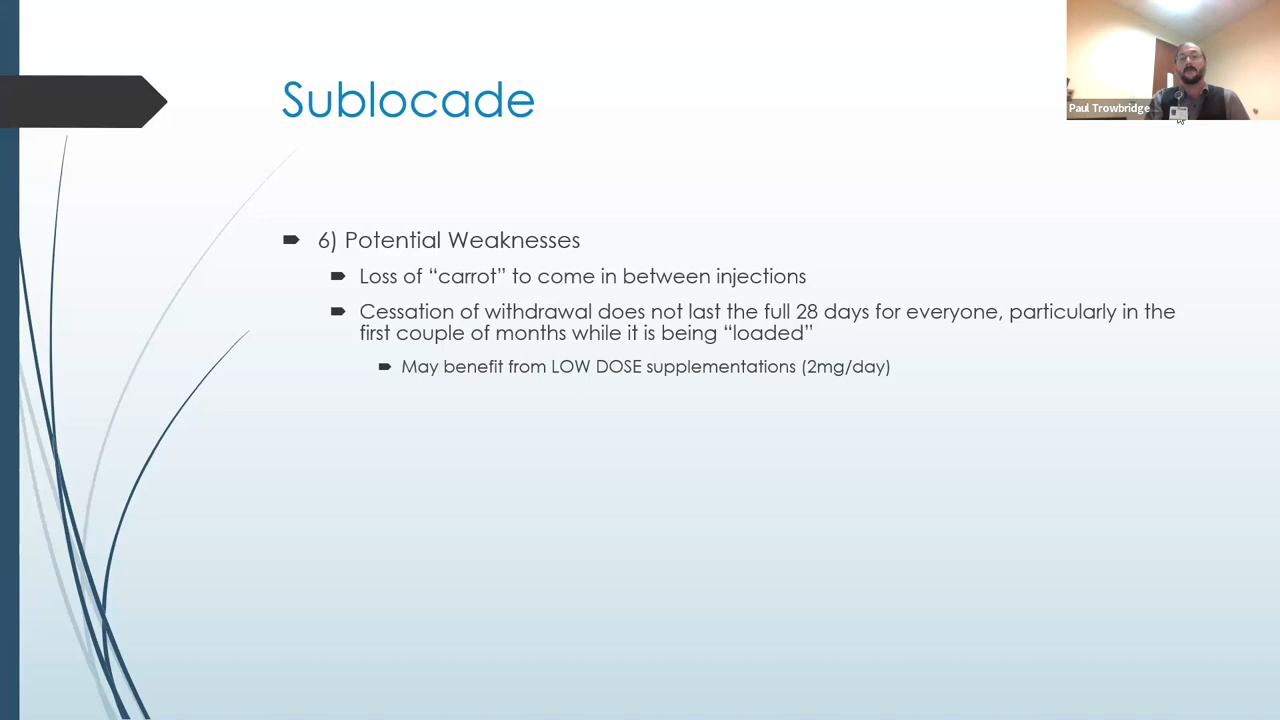 Sublocade
Paul Trowbridge
6) Potential Weaknesses
Loss of “carrot” to come in between injections
Cessation of withdrawal does not last the full 28 days for everyone, particularly in the
first couple of months while it is being “loaded”
May benefit from LOW DOSE supplementations (2mg/day)